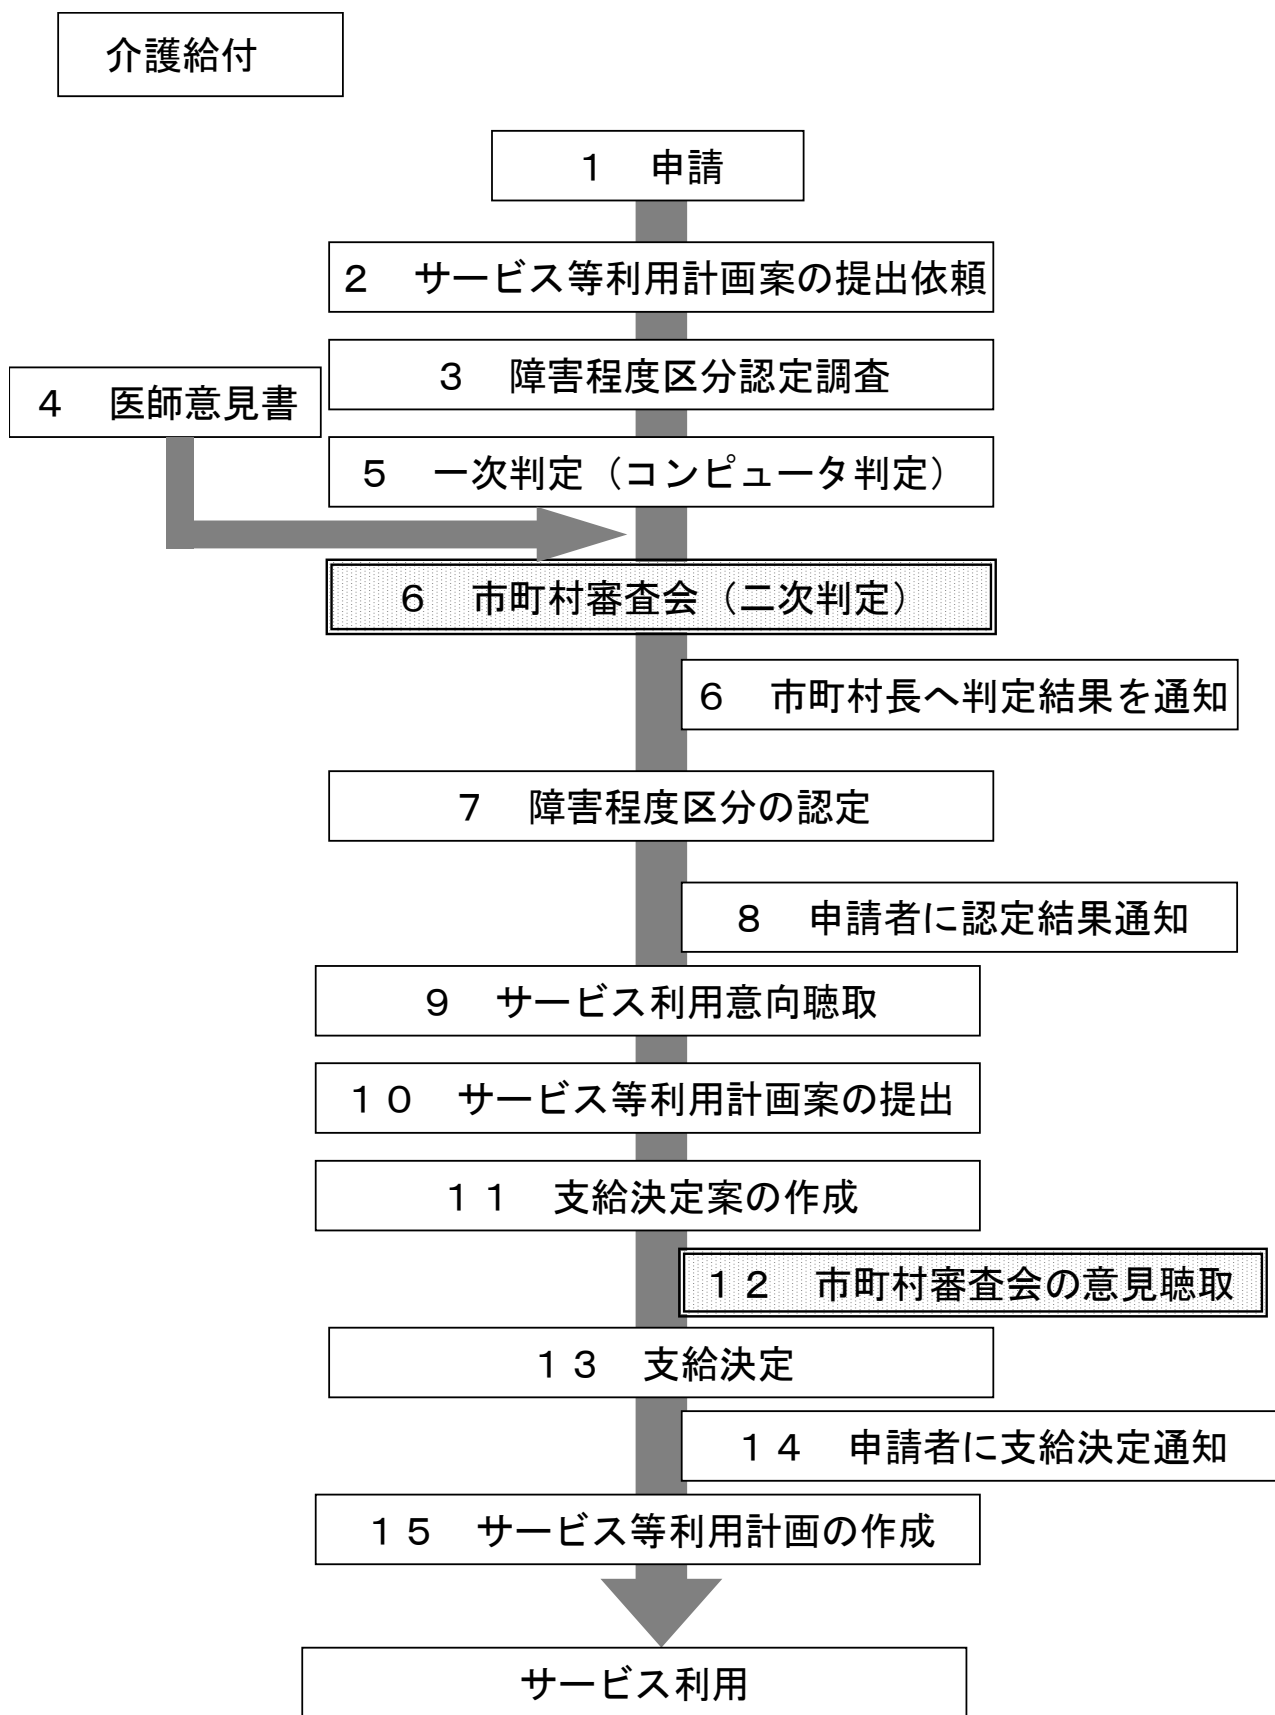 介護給付
１　申請
２　サービス等利用計画案の提出依頼
３　障害程度区分認定調査
４　医師意見書
５　一次判定（コンピュータ判定）
６　市町村審査会（二次判定）
６　市町村長へ判定結果を通知
７　障害程度区分の認定
８　申請者に認定結果通知
９　サービス利用意向聴取
１０　サービス等利用計画案の提出
１１　支給決定案の作成
１２　市町村審査会の意見聴取
１３　支給決定
１４　申請者に支給決定通知
１５　サービス等利用計画の作成
サービス利用